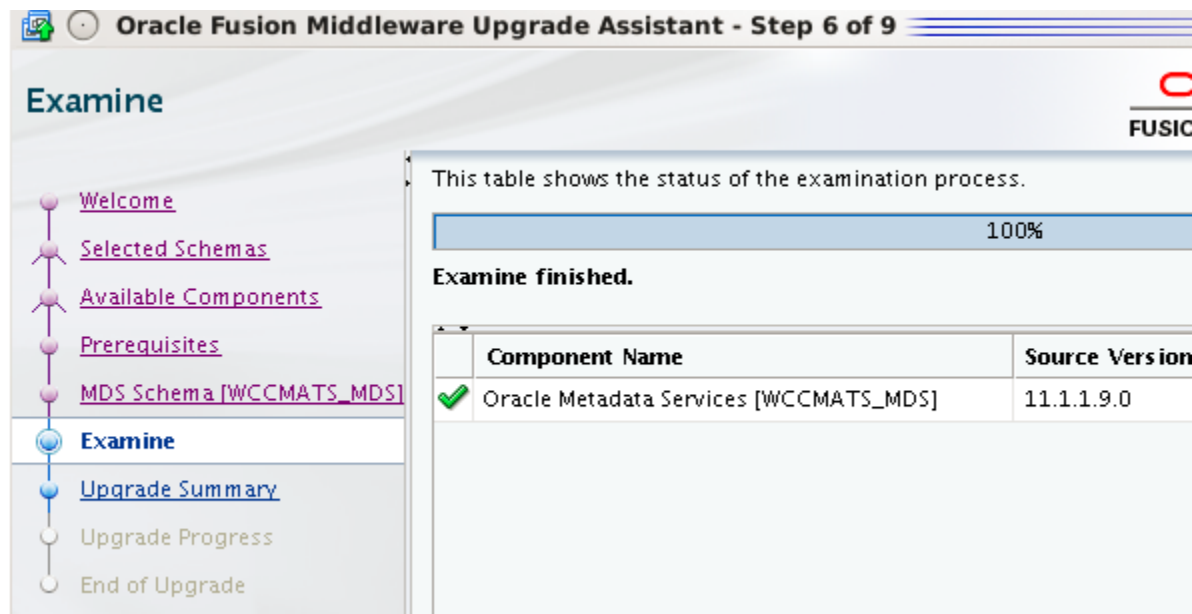 Oracle Fusion Middleware Upgrade Assistant - Step 6 of 9
Examine
FUSIO
Welcome
Selected Schemas
Available Components
Prerequisites
MDS Schema [WCCMATS_MDS]
Examine
Upgrade Summary
Upgrade Progress
End of Upgrade
This table shows the status of the examination process.
100%
Examine finished.
Component Name Source Version
Oracle Metadata Services [WCCMATS_MDS] 11.1.1.9.0